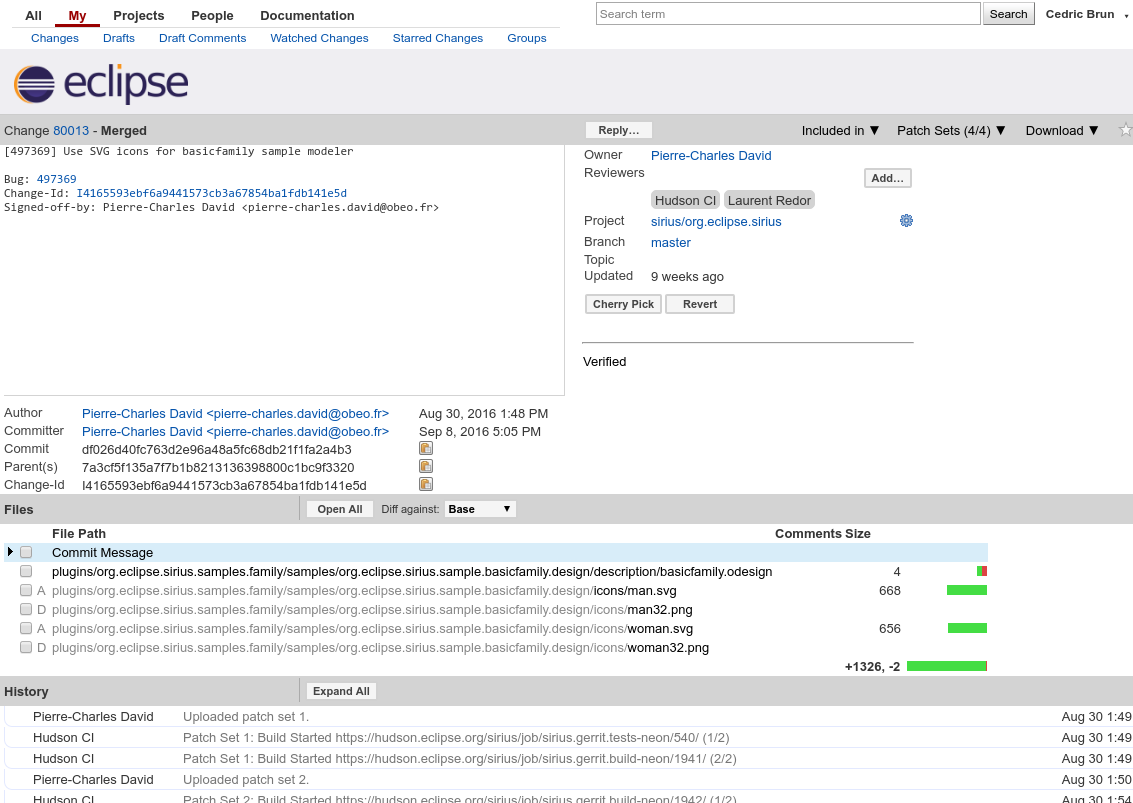 All My Projects People Documentation
Search term Search Cedric Brun
Changes Drafts Draft Comments Watched Changes Starred Changes Groups
eclipse
Change 80013 - Merged Reply… Included in ▼ Patch Sets (4/4) ▼ Download ▼
[497369] Use SVG icons for basicfamily sample modeler
Bug: 497369
Change-Id: I4165593ebf6a9441573cb3a67854ba1fdb141e5d
Signed-off-by: Pierre-Charles David <pierre-charles.david@obeo.fr>
Owner Pierre-Charles David
Reviewers
Add…
Hudson CI Laurent Redor
Project sirius/org.eclipse.sirius
Branch master
Topic
Updated 9 weeks ago
Cherry Pick Revert
Verified
Author Pierre-Charles David <pierre-charles.david@obeo.fr> Aug 30, 2016 1:48 PM
Committer Pierre-Charles David <pierre-charles.david@obeo.fr> Sep 8, 2016 5:05 PM
Commit df026d40fc763d2e96a48a5fc68db21f1fa2a4b3
Parent(s) 7a3cf5f135a7f7b1b8213136398800c1bc9f3320
Change-Id I4165593ebf6a9441573cb3a67854ba1fdb141e5d
Files Open All Diff against: Base ▼
File Path Comments Size
Commit Message
plugins/org.eclipse.sirius.samples.family/samples/org.eclipse.sirius.sample.basicfamily.design/description/basicfamily.odesign 4
A plugins/org.eclipse.sirius.samples.family/samples/org.eclipse.sirius.sample.basicfamily.design/icons/man.svg 668
D plugins/org.eclipse.sirius.samples.family/samples/org.eclipse.sirius.sample.basicfamily.design/icons/man32.png
A plugins/org.eclipse.sirius.samples.family/samples/org.eclipse.sirius.sample.basicfamily.design/icons/woman.svg 656
D plugins/org.eclipse.sirius.samples.family/samples/org.eclipse.sirius.sample.basicfamily.design/icons/woman32.png
+1326, -2
History Expand All
Pierre-Charles David Uploaded patch set 1. Aug 30 1:49
Hudson CI Patch Set 1: Build Started https://hudson.eclipse.org/sirius/job/sirius.gerrit.tests-neon/540/ (1/2) Aug 30 1:49
Hudson CI Patch Set 1: Build Started https://hudson.eclipse.org/sirius/job/sirius.gerrit.build-neon/1941/ (2/2) Aug 30 1:49
Pierre-Charles David Uploaded patch set 2. Aug 30 1:50
Hudson CI Patch Set 2: Build Started https://hudson.eclipse.org/sirius/job/sirius.gerrit.build-neon/1942/ (1/2) Aug 30 1:54